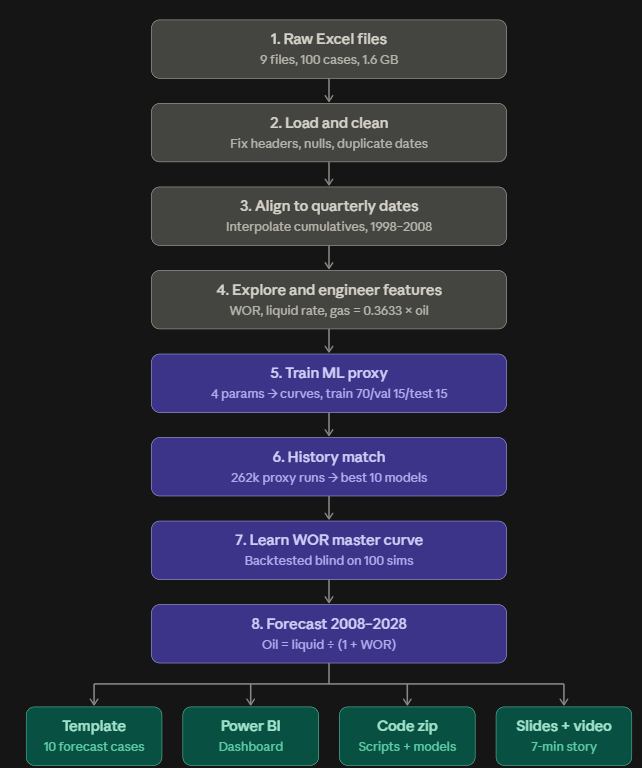 1. Raw Excel files
9 files, 100 cases, 1.6 GB
2. Load and clean
Fix headers, nulls, duplicate dates
3. Align to quarterly dates
Interpolate cumulatives, 1998–2008
4. Explore and engineer features
WOR, liquid rate, gas = 0.3633 × oil
5. Train ML proxy
4 params → curves, train 70/val 15/test 15
6. History match
262k proxy runs → best 10 models
7. Learn WOR master curve
Backtested blind on 100 sims
8. Forecast 2008–2028
Oil = liquid ÷ (1 + WOR)
Template
10 forecast cases
Power BI
Dashboard
Code zip
Scripts + models
Slides + video
7-min story